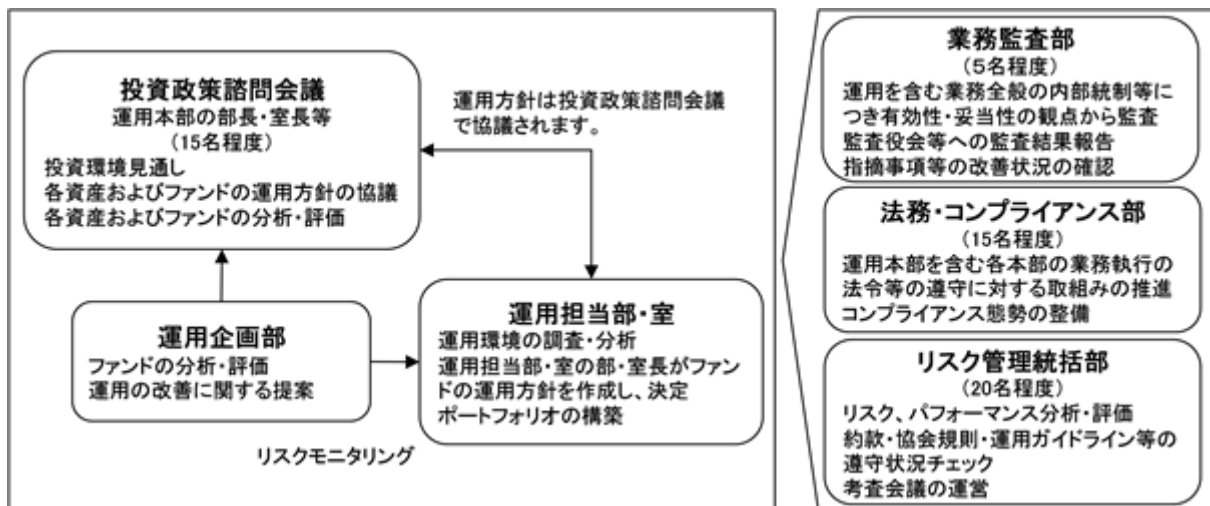 投資政策諮問会議
運用本部の部長・室長等
(15名程度)
投資環境見通し
各資産およびファンドの運用方針の協議
各資産およびファンドの分析・評価
運用方針は投資政策諮問会議
で協議されます。
運用企画部
ファンドの分析・評価
運用の改善に関する提案
運用担当部・室
運用環境の調査・分析
運用担当部・室の部・室長がファン
ドの運用方針を作成し、決定
ポートフォリオの構築
リスクモニタリング
業務監査部
(5名程度)
運用を含む業務全般の内部統制等に
つき有効性・妥当性の観点から監査
監査役会等への監査結果報告
指摘事項等の改善状況の確認
法務・コンプライアンス部
(15名程度)
運用本部を含む各本部の業務執行の
法令等の遵守に対する取組みの推進
コンプライアンス態勢の整備
リスク管理統括部
(20名程度)
リスク、パフォーマンス分析・評価
約款・協会規則・運用ガイドライン等の
遵守状況チェック
考査会議の運営